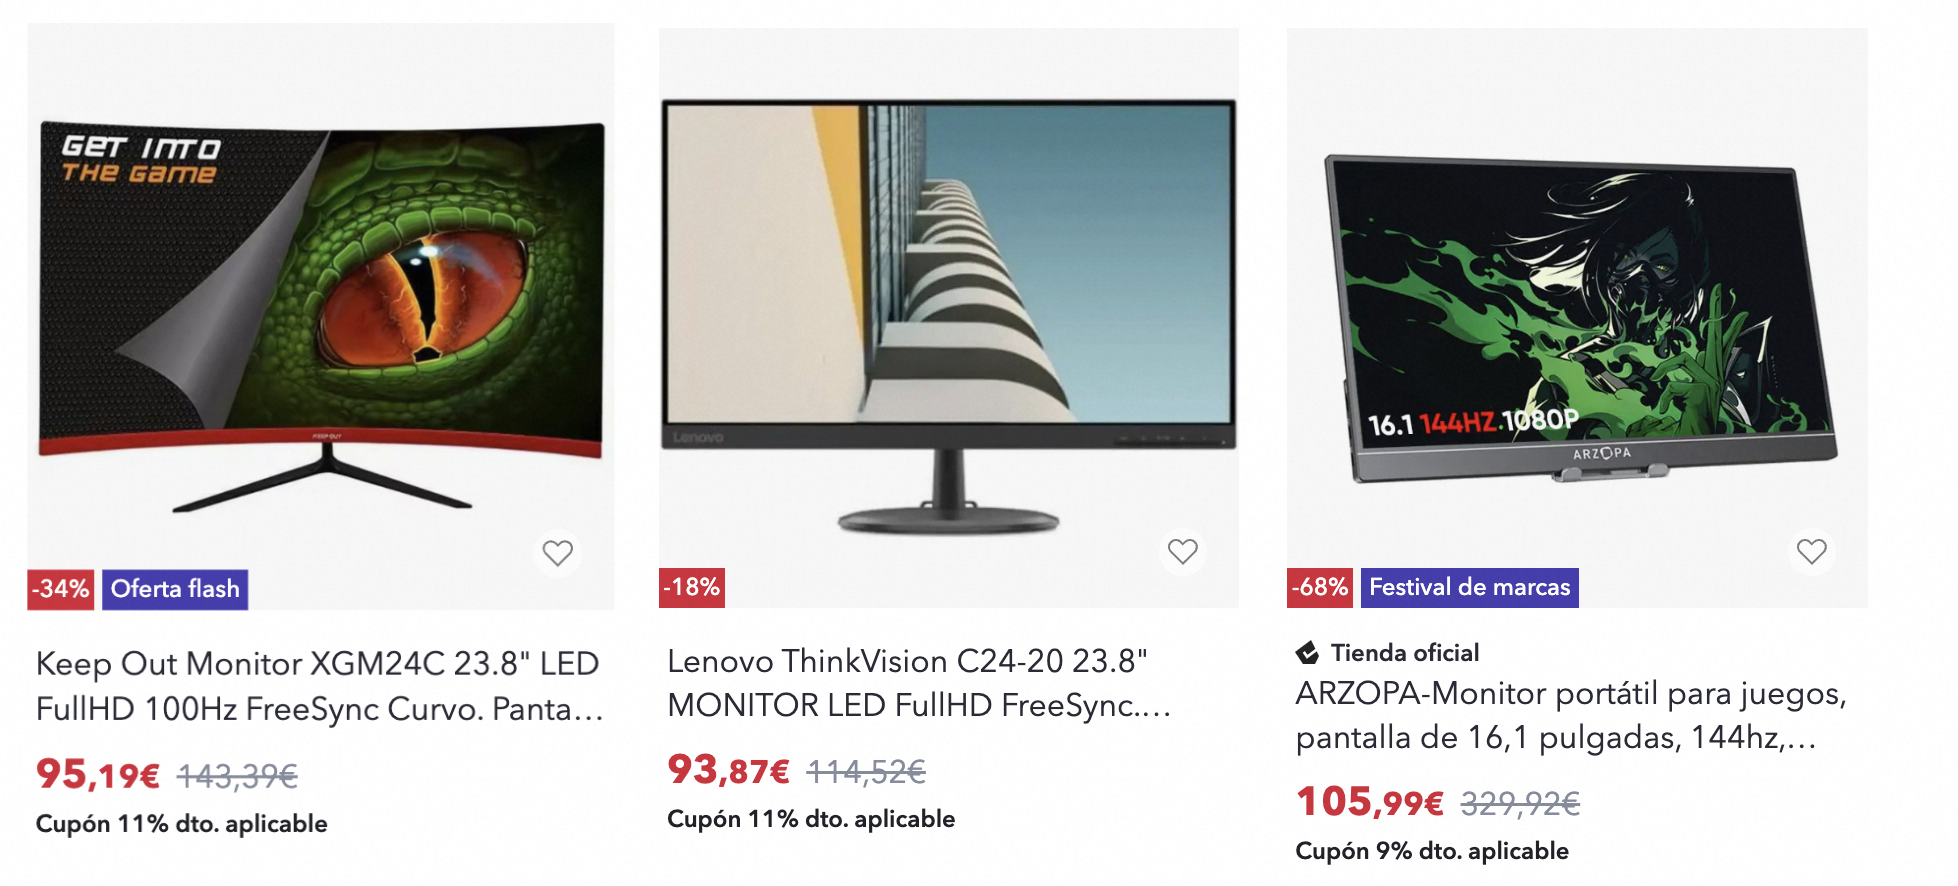 GET INTO
THE GAME
KEEP OUT
-34% Oferta flash
Keep Out Monitor XGM24C 23.8" LED
FullHD 100Hz FreeSync Curvo. Panta...
95,19€ 143,39€
Cupón 11% dto. aplicable
Lenovo
-18%
Lenovo ThinkVision C24-20 23.8"
MONITOR LED FullHD FreeSync....
93,87€ 114,52€
Cupón 11% dto. aplicable
16.1 144HZ.1080P
ARZOPA
-68% Festival de marcas
Tienda oficial
ARZOPA-Monitor portátil para juegos,
pantalla de 16,1 pulgadas, 144hz,...
105,99€ 329,92€
Cupón 9% dto. aplicable